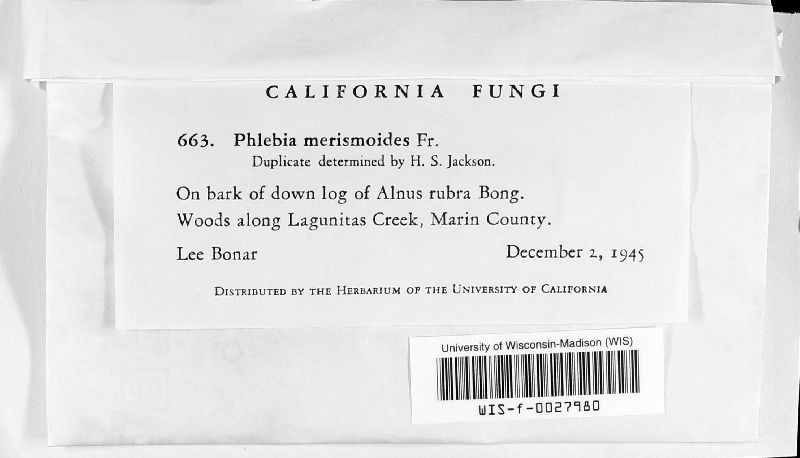 CALIFORNIA FUNGI
663. Phlebia merismoides Fr.
Duplicate determined by H. S. Jackson.
On bark of down log of Alnus rubra Bong.
Woods along Lagunitas Creek, Marin County.
Lee Bonar December 2, 1945
DISTRIBUTED BY THE HERBARIUM OF THE UNIVERSITY OF CALIFORNIA
University of Wisconsin-Madison (WIS)
WIS-f-0027980